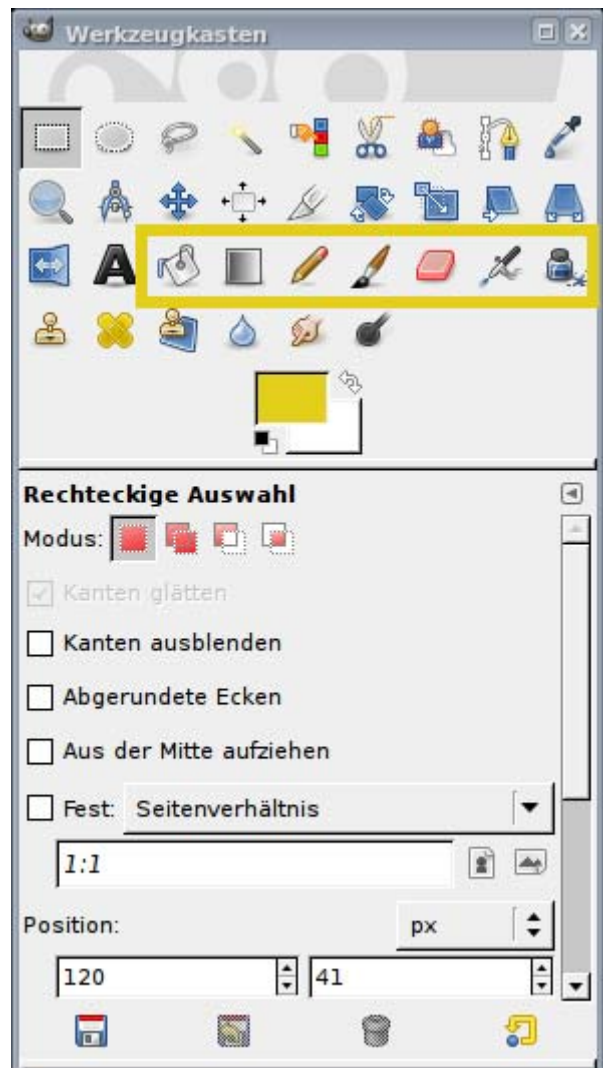 Werkzeugkasten
Rechteckige Auswahl
Modus:
Kanten glätten
Kanten ausblenden
Abgerundete Ecken
Aus der Mitte aufziehen
Fest: Seitenverhältnis
1:1
Position: px
120 41